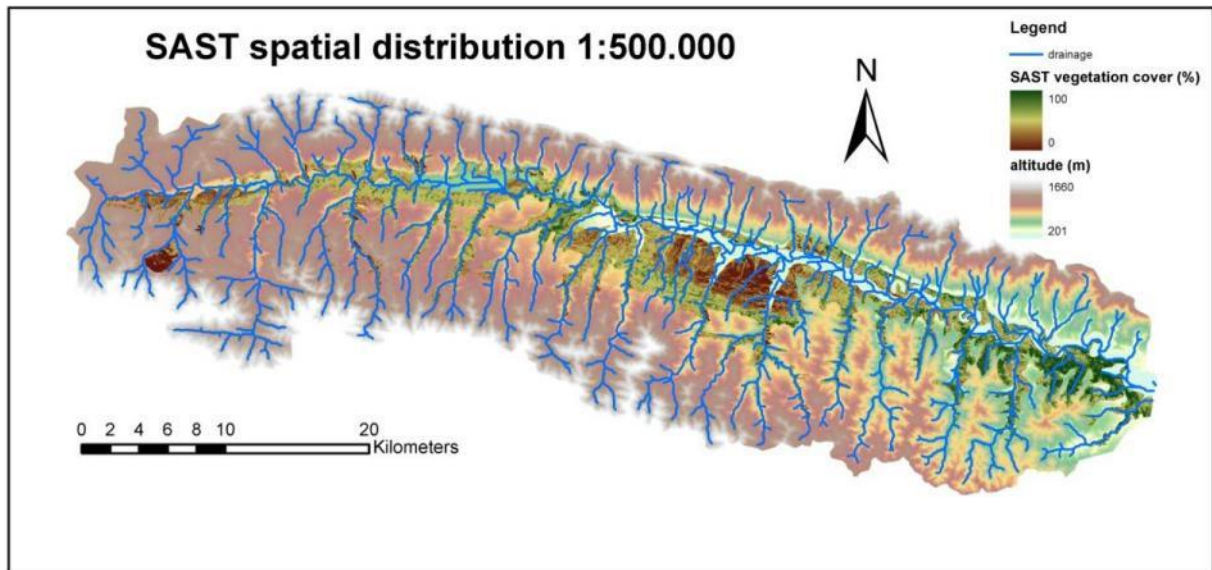 SAST spatial distribution 1:500.000
N
Legend
drainage
SAST vegetation cover (%)
100
0
altitude (m)
1660
201
0 2 4 6 8 10 20
Kilometers